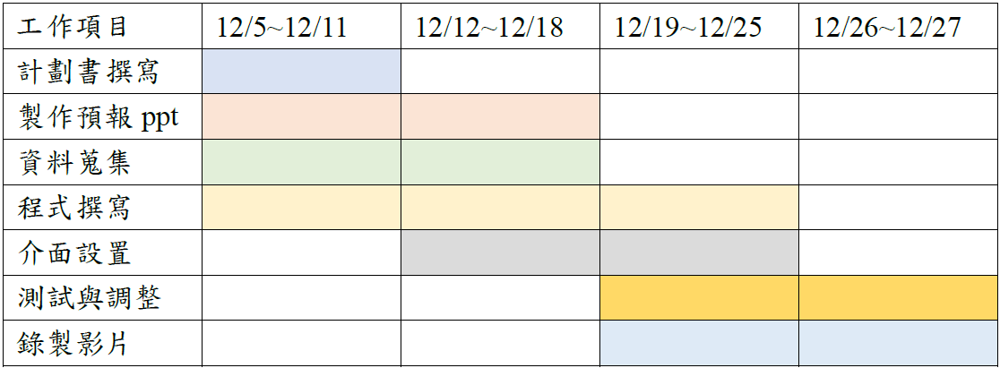 工作項目 12/5~12/11 12/12~12/18 12/19~12/25 12/26~12/27
計劃書撰寫
製作預報 ppt
資料蒐集
程式撰寫
介面設置
測試與調整
錄製影片